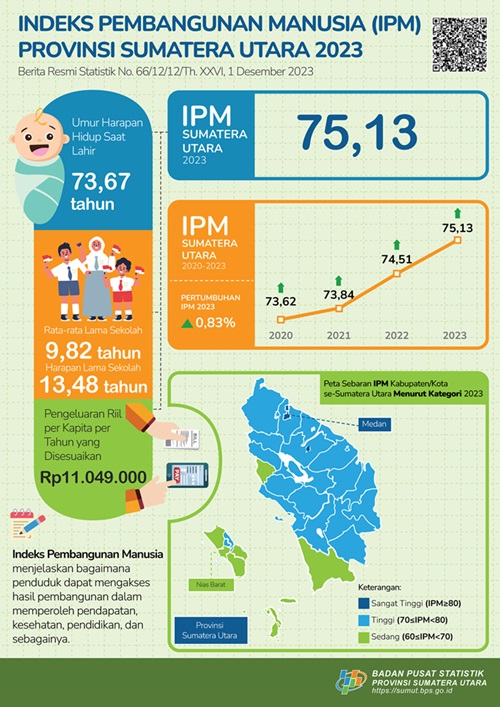 INDEKS PEMBANGUNAN MANUSIA (IPM)
PROVINSI SUMATERA UTARA 2023
Berita Resmi Statistik No. 66/12/12/Th. XXVI, 1 Desember 2023
Umur Harapan
Hidup Saat
Lahir
73,67
tahun
IPM
SUMATERA
UTARA
2023
75,13
IPM
SUMATERA
UTARA
2020-2023
PERTUMBUHAN
IPM 2023
0,83%
73,62
73,84
74,51
75,13
2020
2021
2022
2023
Rata-rata Lama Sekolah
9,82 tahun
Harapan Lama Sekolah
13,48 tahun
Pengeluaran Riil
per Kapita per
Tahun yang
Disesuaikan
Rp11.049.000
Peta Sebaran IPM Kabupaten/Kota
se-Sumatera Utara Menurut Kategori 2023
Medan
Nias Barat
Provinsi
Sumatera Utara
Keterangan:
Sangat Tinggi (IPM≥80)
Tinggi (70≤IPM<80)
Sedang (60≤IPM<70)
Indeks Pembangunan Manusia
menjelaskan bagaimana
penduduk dapat mengakses
hasil pembangunan dalam
memperoleh pendapatan,
kesehatan, pendidikan, dan
sebagainya.
BADAN PUSAT STATISTIK
PROVINSI SUMATERA UTARA
https://sumut.bps.go.id